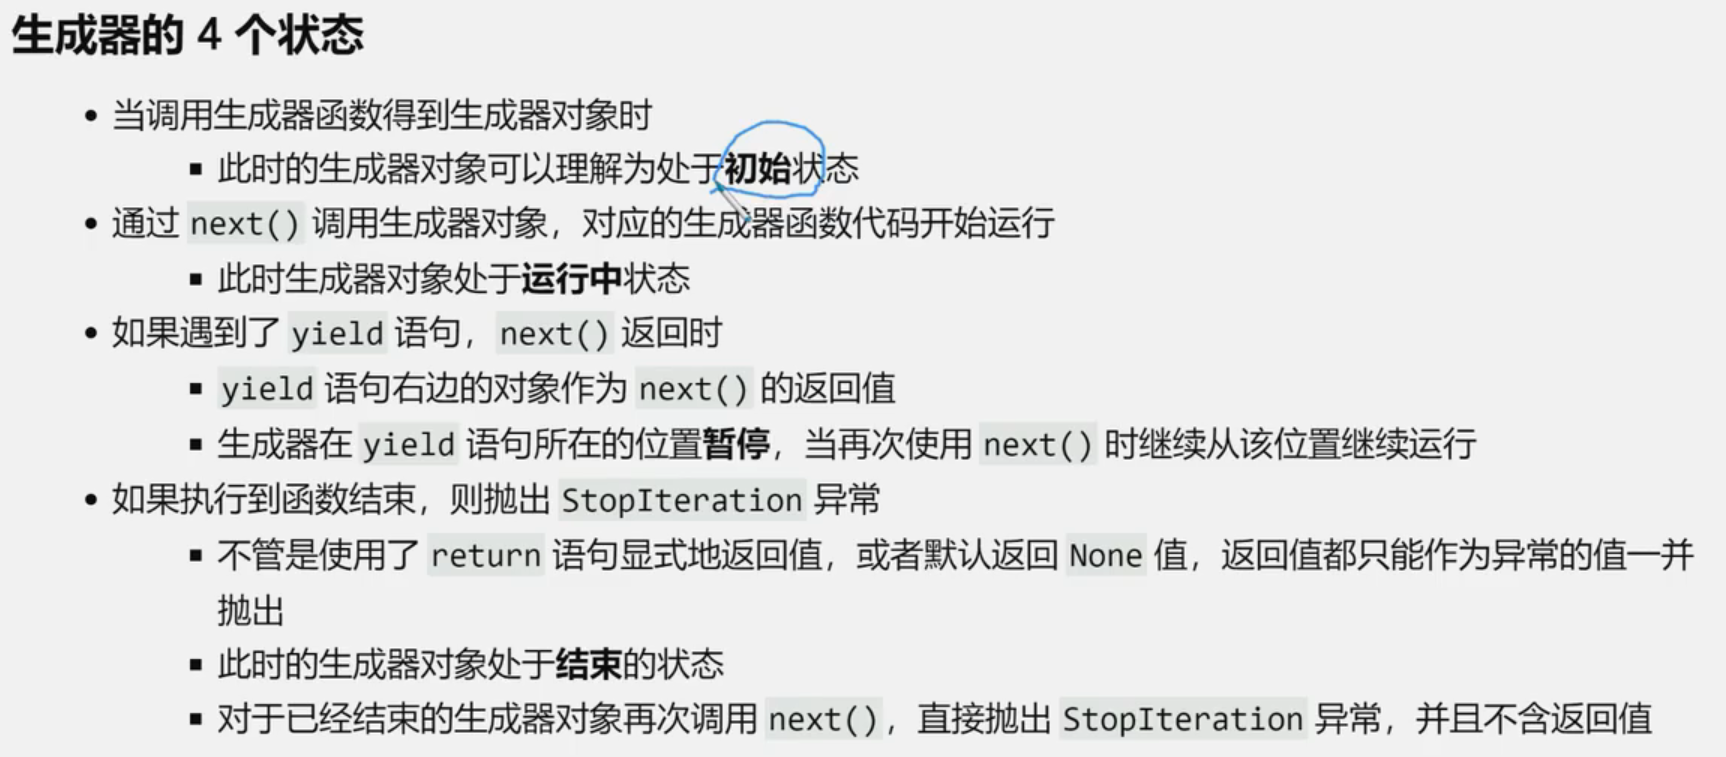 生成器的 4 个状态
当调用生成器函数得到生成器对象时
此时的生成器对象可以理解为处于初始状态
通过 next() 调用生成器对象，对应的生成器函数代码开始运行
此时生成器对象处于运行中状态
如果遇到了 yield 语句，next() 返回时
yield 语句右边的对象作为 next() 的返回值
生成器在 yield 语句所在的位置暂停，当再次使用 next() 时继续从该位置继续运行
如果执行到函数结束，则抛出 StopIteration 异常
不管是使用了 return 语句显式地返回值，或者默认返回 None 值，返回值都只能作为异常的值一并
抛出
此时的生成器对象处于结束的状态
对于已经结束的生成器对象再次调用 next()，直接抛出 StopIteration 异常，并且不含返回值